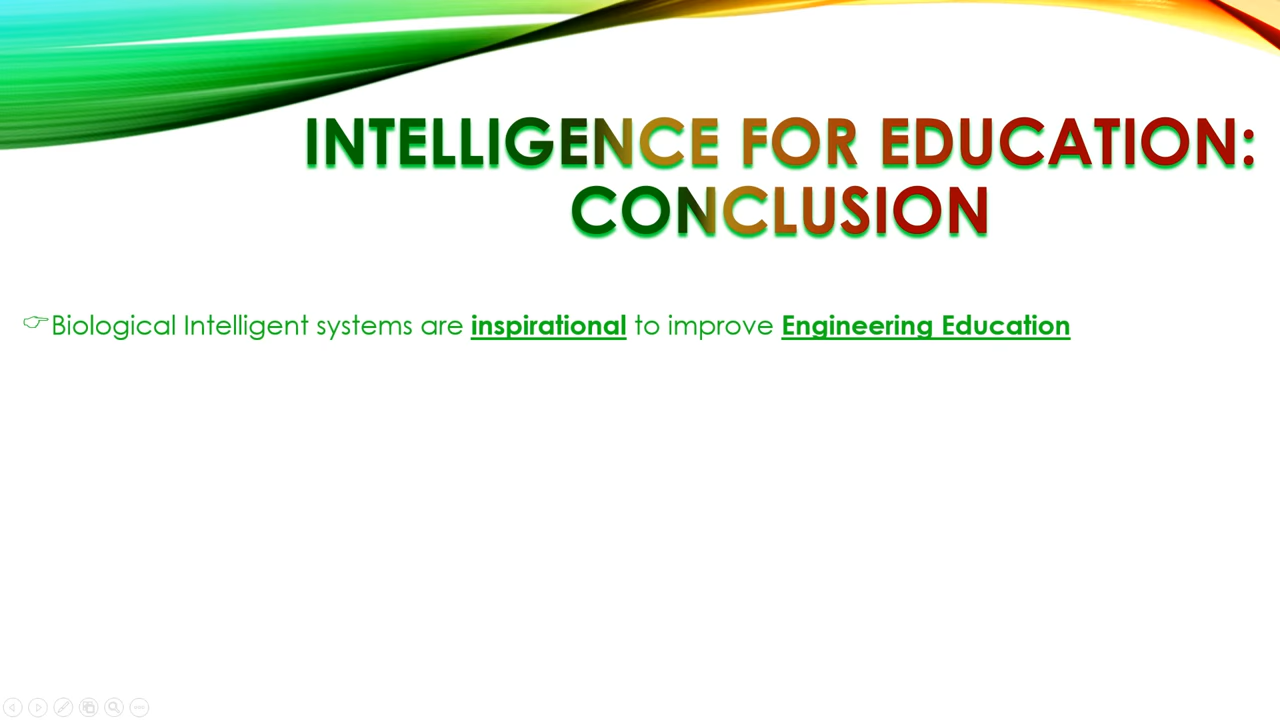 INTELLIGENCE FOR EDUCATION:
CONCLUSION
☞Biological Intelligent systems are inspirational to improve Engineering Education